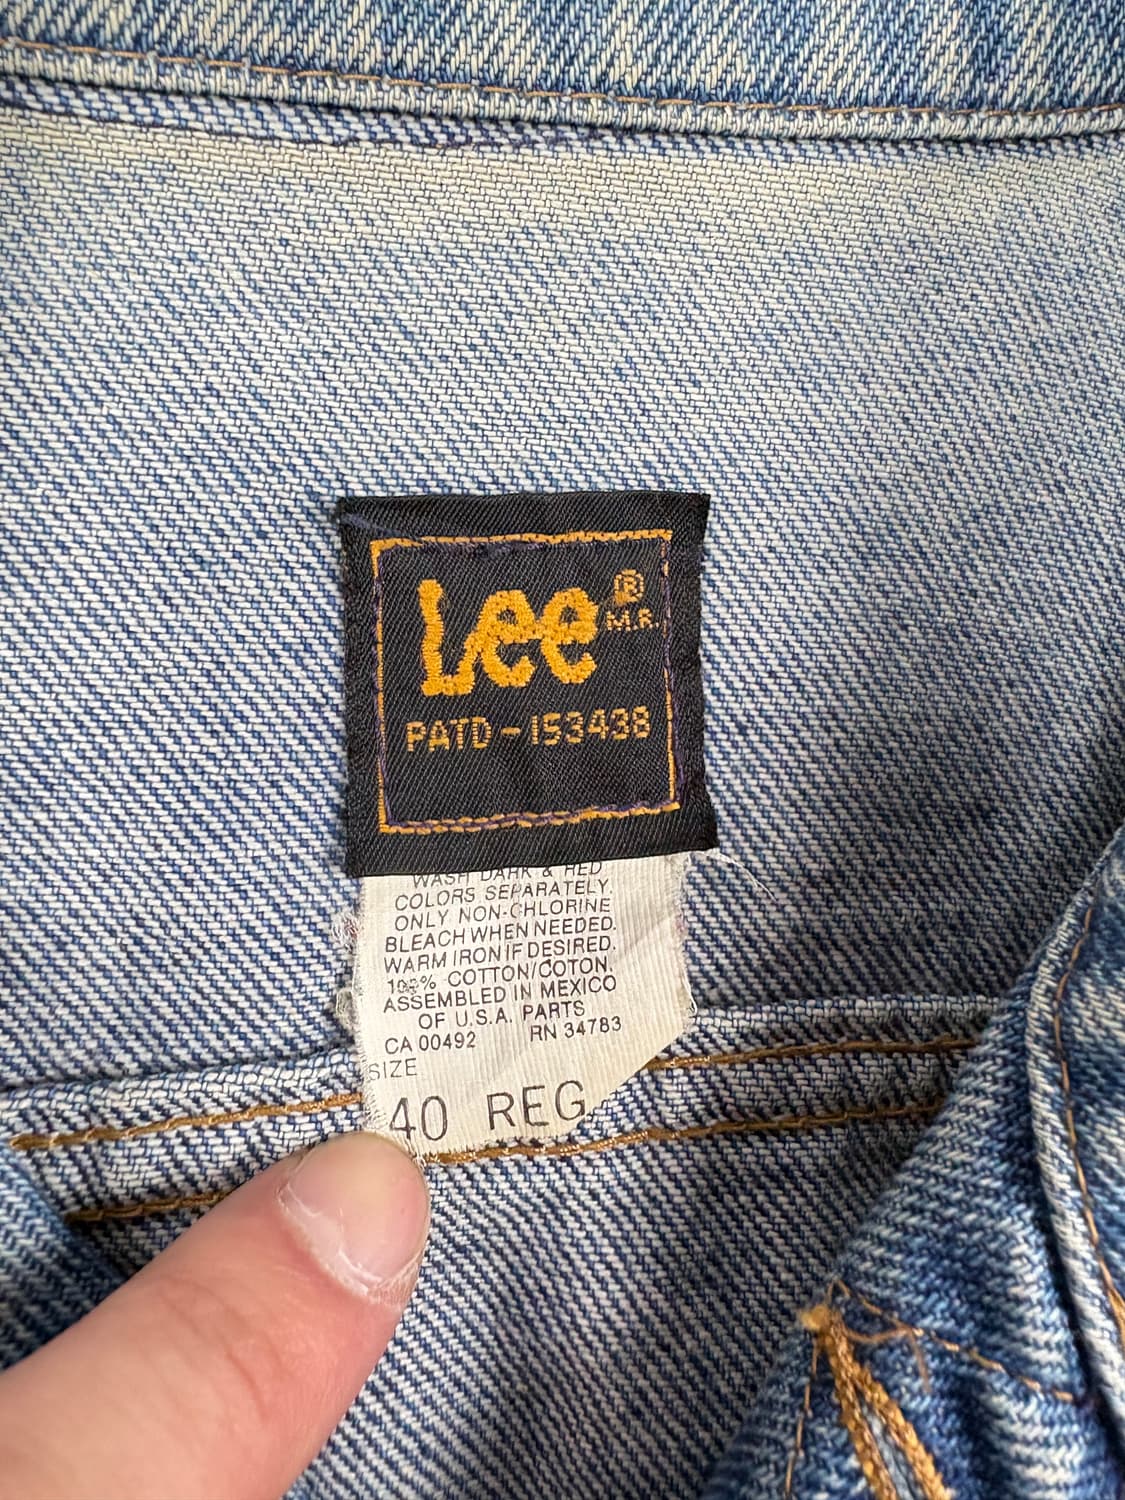 Lee ®
M.R.
PATD-153438
WASH DARK & RED
COLORS SEPARATELY.
ONLY NON-CHLORINE
BLEACH WHEN NEEDED.
WARM IRON IF DESIRED.
100% COTTON/COTON.
ASSEMBLED IN MEXICO
OF U.S.A. PARTS
CA 00492 RN 34783
SIZE
40 REG.